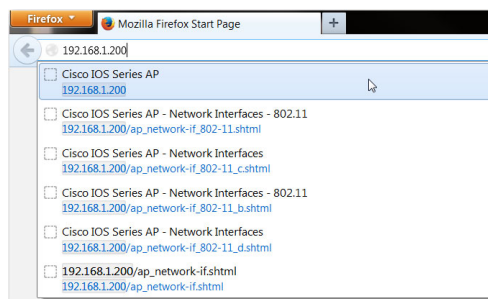 Firefox
Mozilla Firefox Start Page
192.168.1.200
Cisco IOS Series AP
192.168.1.200
Cisco IOS Series AP - Network Interfaces - 802.11
192.168.1.200/ap_network-if_802-11.shtml
Cisco IOS Series AP - Network Interfaces
192.168.1.200/ap_network-if_802-11_c.shtml
Cisco IOS Series AP - Network Interfaces - 802.11
192.168.1.200/ap_network-if_802-11_b.shtml
Cisco IOS Series AP - Network Interfaces
192.168.1.200/ap_network-if_802-11_d.shtml
192.168.1.200/ap_network-if.shtml
192.168.1.200/ap_network-if.shtml